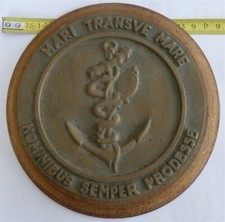 MARI TRANSVE MARE
HOMINIBUS SEMPER PRODESSE